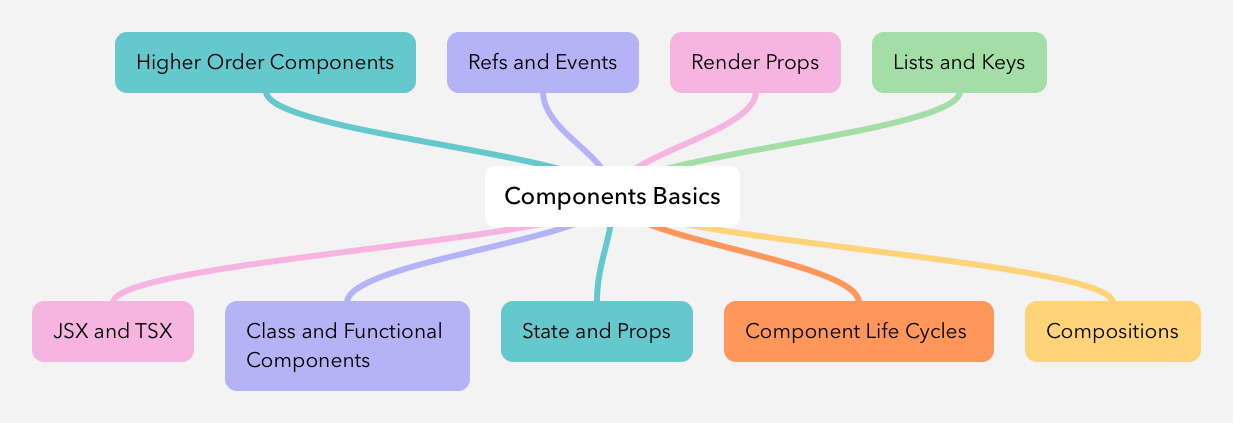 Higher Order Components
Refs and Events
Render Props
Lists and Keys
Components Basics
JSX and TSX
Class and Functional
Components
State and Props
Component Life Cycles
Compositions